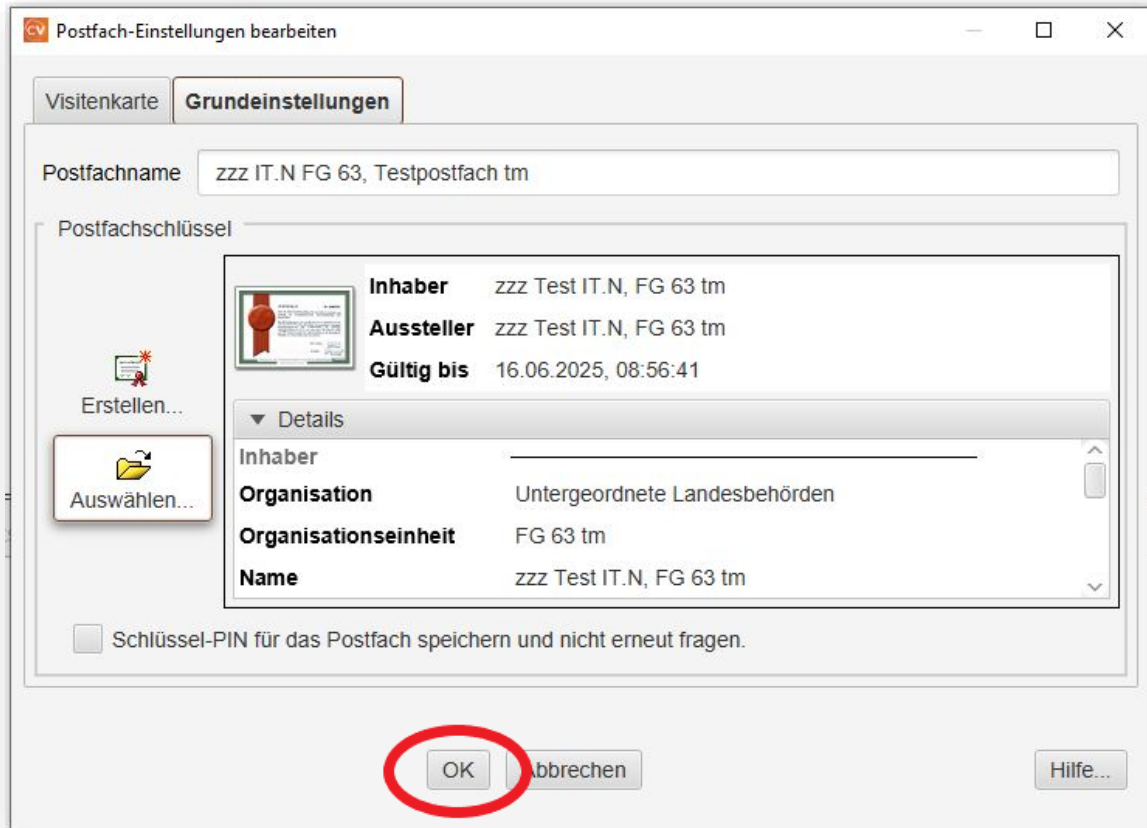 CV Postfach-Einstellungen bearbeiten
Visitenkarte Grundeinstellungen
Postfachname zzz IT.N FG 63, Testpostfach tm
Postfachschlüssel
Inhaber zzz Test IT.N, FG 63 tm
Aussteller zzz Test IT.N, FG 63 tm
Gültig bis 16.06.2025, 08:56:41
Erstellen...
Details
Auswählen...
Inhaber
Organisation Untergeordnete Landesbehörden
Organisationseinheit FG 63 tm
Name zzz Test IT.N, FG 63 tm
Schlüssel-PIN für das Postfach speichern und nicht erneut fragen.
OK Abbrechen Hilfe...